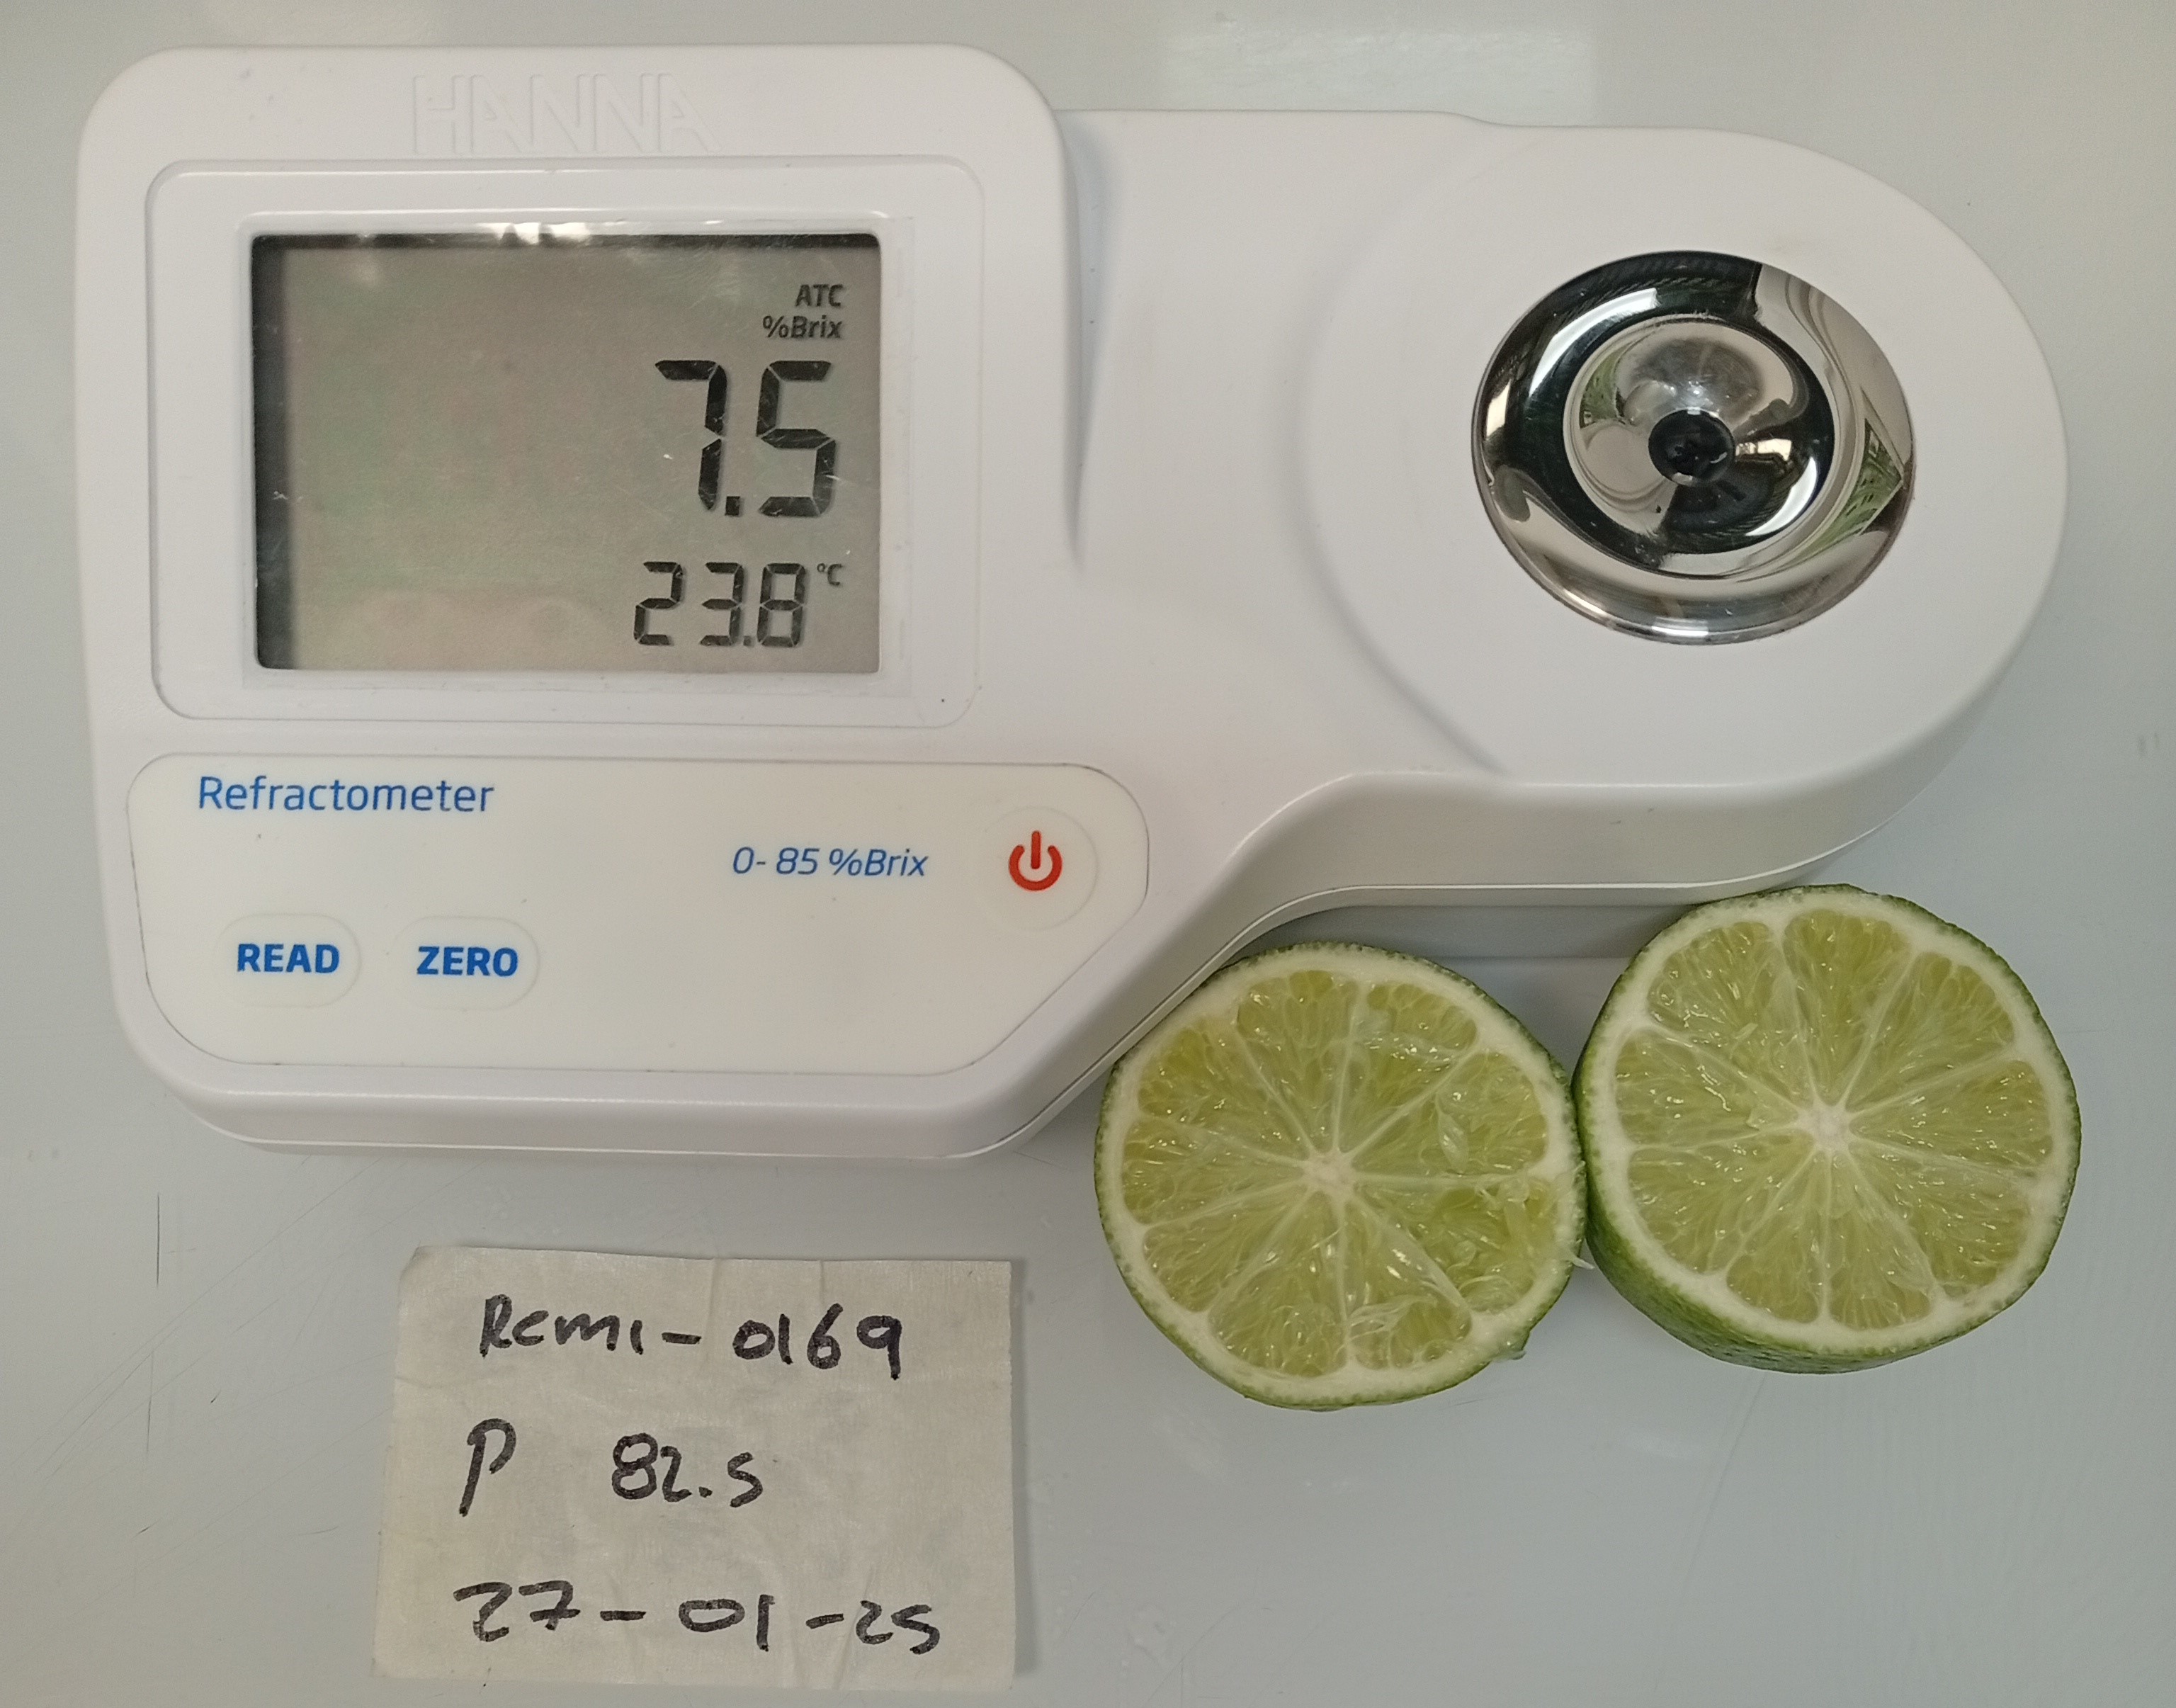 HANNA
ATC
%Brix
7.5
23.8 °C
Refractometer
0- 85 %Brix
READ ZERO
Rcmi-0169
P 82.5
27-01-25